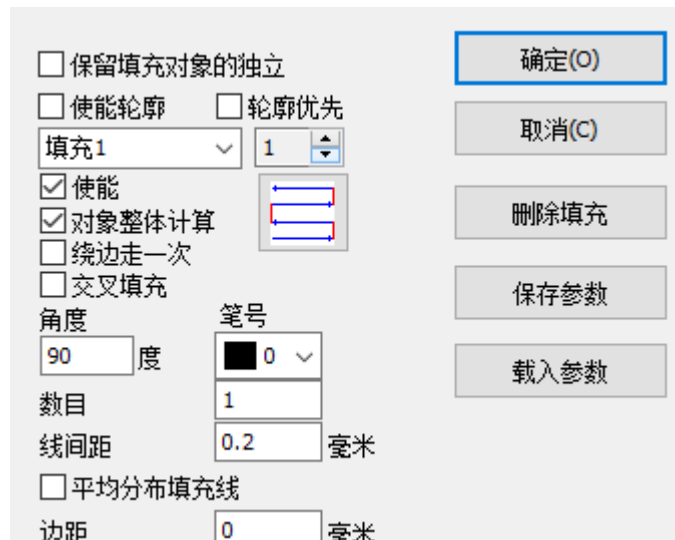 保留填充对象的独立
使能轮廓 轮廓优先
填充1 1
使能
对象整体计算
绕边走一次
交叉填充
角度 笔号
90 度 0
数目 1
线间距 0.2 毫米
平均分布填充线
边距 0 毫米
确定(O)
取消(C)
删除填充
保存参数
载入参数